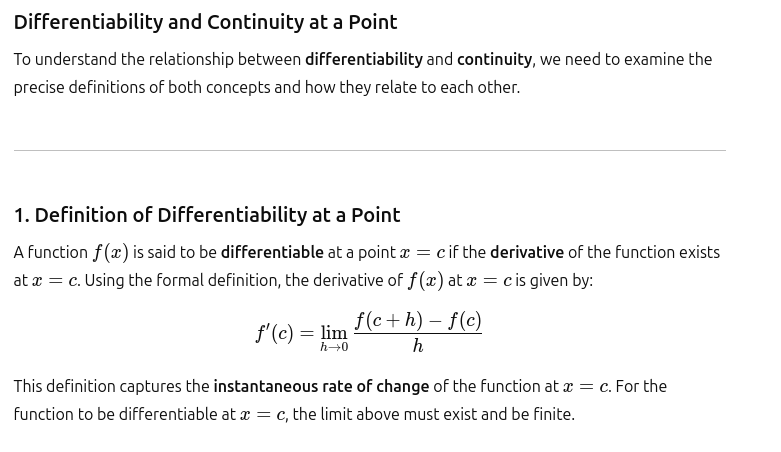 Differentiability and Continuity at a Point
To understand the relationship between differentiability and continuity, we need to examine the
precise definitions of both concepts and how they relate to each other.
1. Definition of Differentiability at a Point
A function f(x) is said to be differentiable at a point x = c if the derivative of the function exists
at x = c. Using the formal definition, the derivative of f(x) at x = c is given by:
f′(c) = lim h→0 (f(c + h) − f(c)) / h
This definition captures the instantaneous rate of change of the function at x = c. For the
function to be differentiable at x = c, the limit above must exist and be finite.